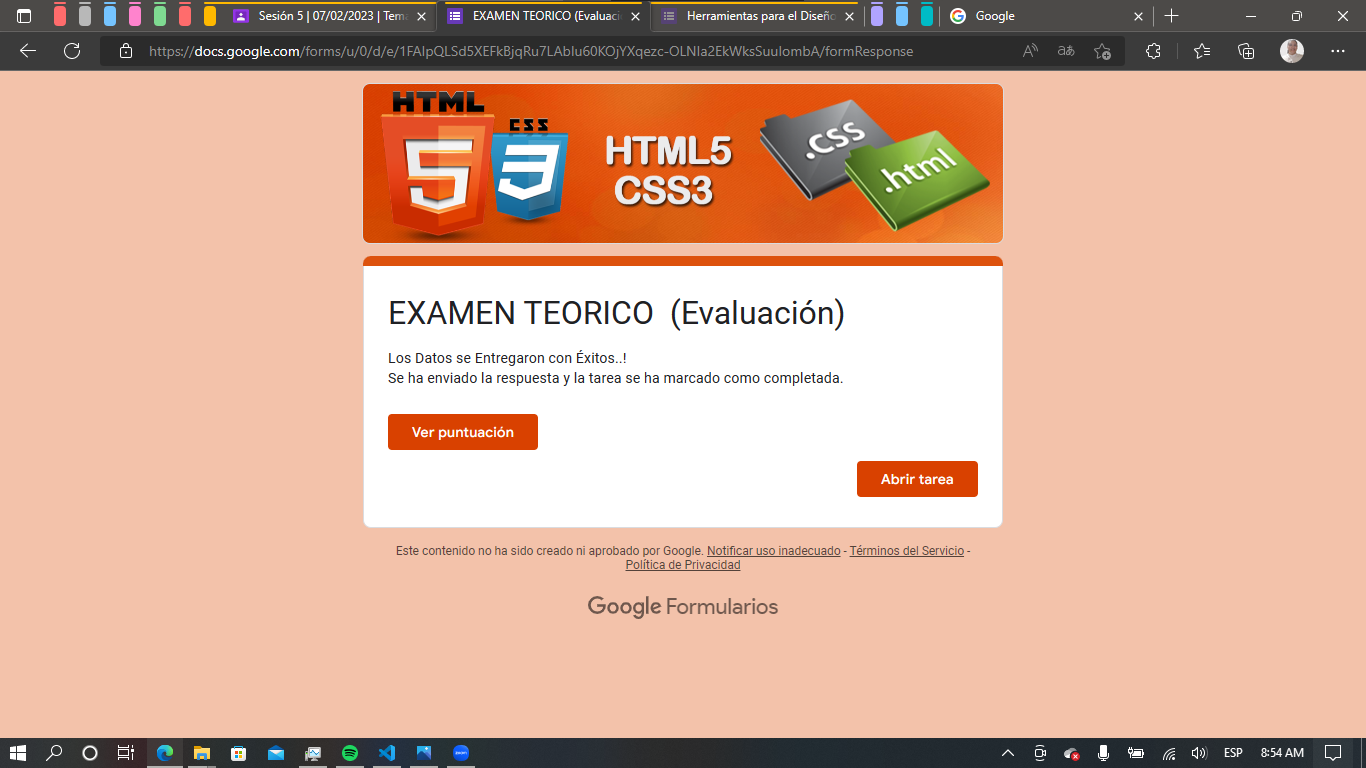 Sesión 5 | 07/02/2023 | Tem
EXAMEN TEORICO (Evaluaci
Herramientas para el Diseño
Google
https://docs.google.com/forms/u/0/d/e/1FAIpQLSd5XEFkBjqRu7LAbIu60KOjYXqezc-OLNIa2EkWksSuuIombA/formResponse
HTML
5
CSS
3
HTML5
CSS3
.css
.html
EXAMEN TEORICO  (Evaluación)
Los Datos se Entregaron con Éxitos..!
Se ha enviado la respuesta y la tarea se ha marcado como completada.
Ver puntuación
Abrir tarea
Este contenido no ha sido creado ni aprobado por Google. Notificar uso inadecuado - Términos del Servicio -
Política de Privacidad
Google Formularios
zoom
ESP
8:54 AM